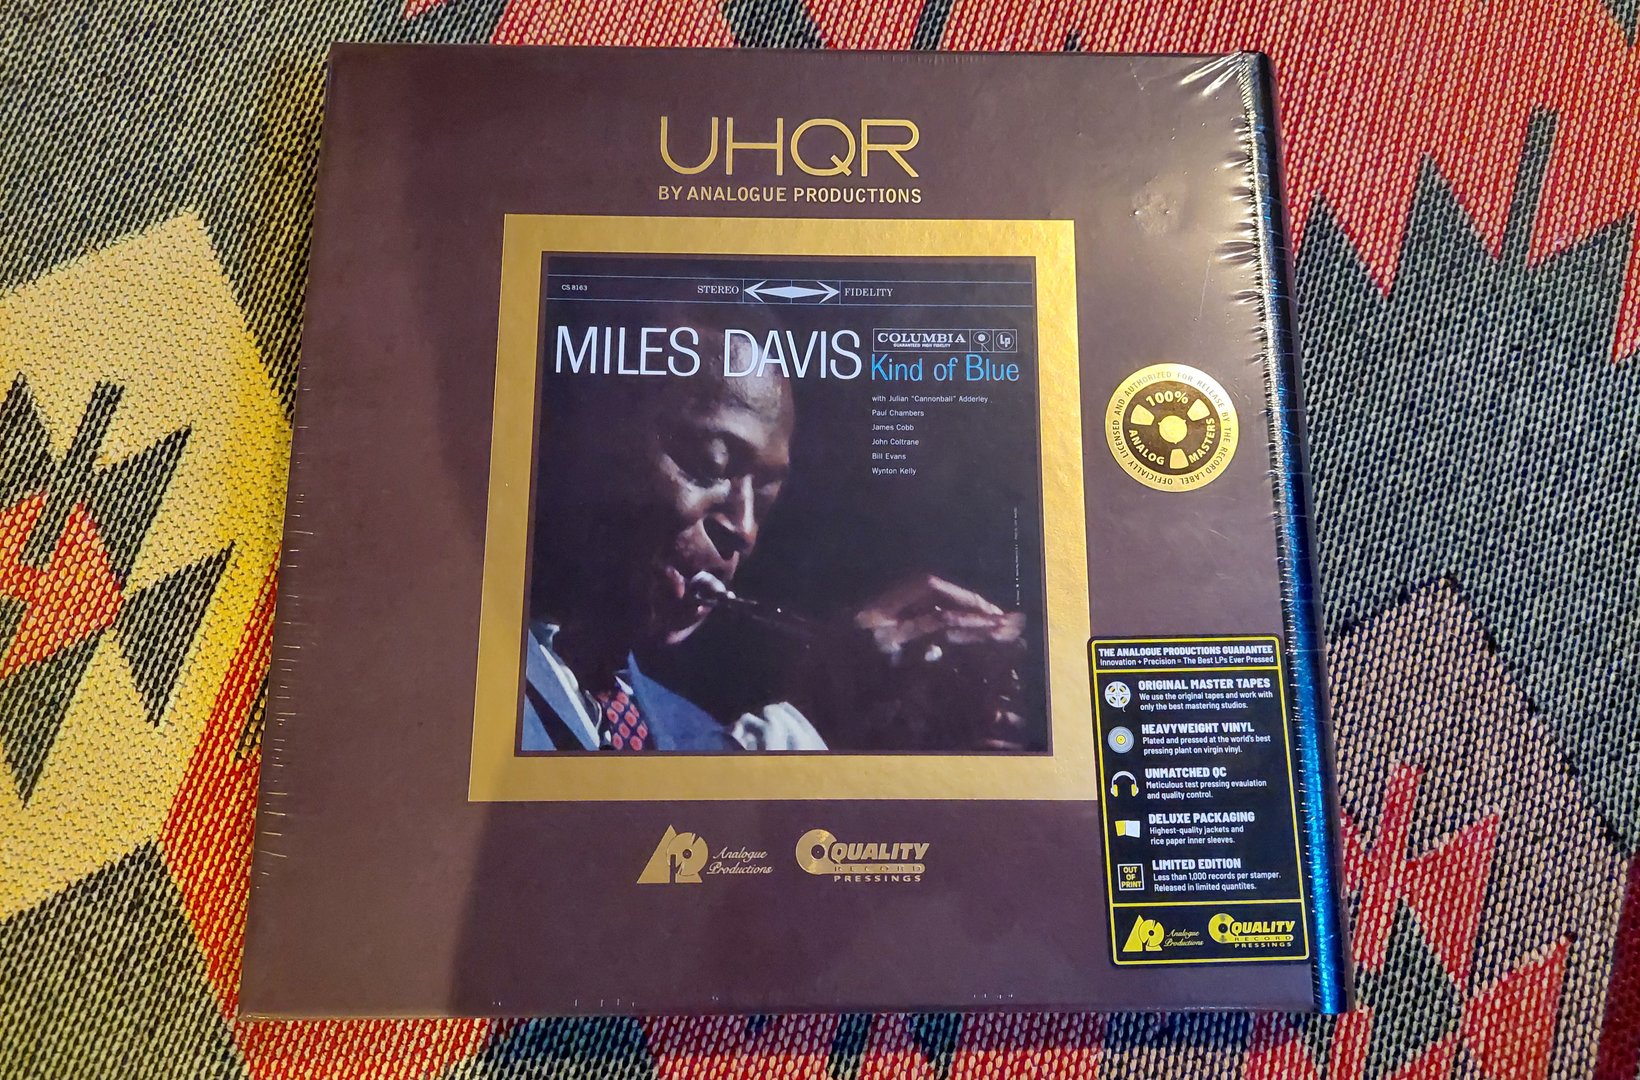 UHQR
BY ANALOGUE PRODUCTIONS
CS 8163
STEREO FIDELITY
MILES DAVIS
COLUMBIA
GUARANTEED HIGH FIDELITY
Lp
Kind of Blue
with Julian "Cannonball" Adderley
Paul Chambers
James Cobb
John Coltrane
Bill Evans
Wynton Kelly
OFFICIALLY LICENSED AND AUTHORIZED FOR RELEASE BY THE RECORD LABEL
100%
ANALOG MASTERS
THE ANALOGUE PRODUCTIONS GUARANTEE
Innovation + Precision = The Best LPs Ever Pressed
ORIGINAL MASTER TAPES
We use the original tapes and work with
only the best mastering studios.
HEAVYWEIGHT VINYL
Plated and pressed at the world's best
pressing plant on virgin vinyl.
UNMATCHED QC
Meticulous test pressing evaulation
and quality control.
DELUXE PACKAGING
Highest-quality jackets and
rice paper inner sleeves.
OUT OF PRINT
LIMITED EDITION
Less than 1,000 records per stamper.
Released in limited quantites.
Analogue
Productions
QUALITY
RECORD
PRESSINGS
Analogue
Productions
QUALITY
RECORD
PRESSINGS